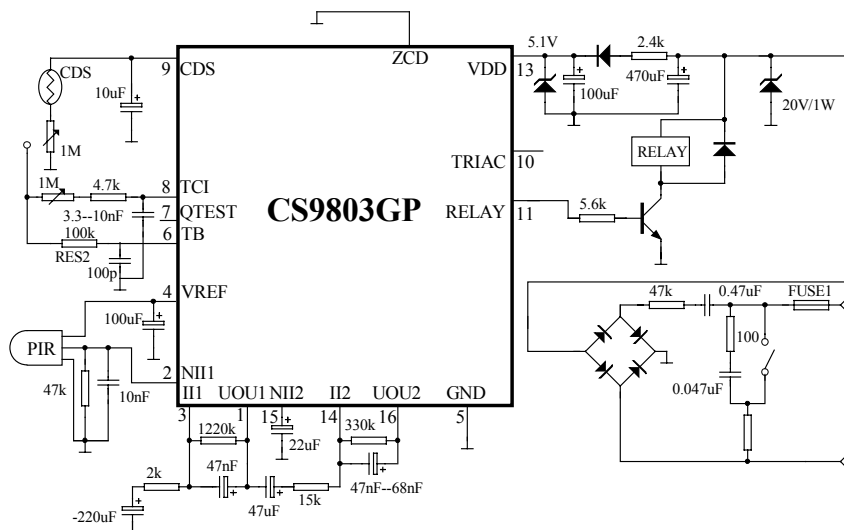 ZCD
5.1V
2.4k
CDS
9
CDS
VDD
13
10uF
100uF
470uF
20V/1W
1M
TRIAC
10
RELAY
1M
4.7k
8
TCI
7
QTEST
CS9803GP
RELAY
11
5.6k
3.3--10nF
100k
6
TB
RES2
100p
4
VREF
0.47uF
47k
FUSE1
100uF
100
PIR
2
NII1
47k
10nF
0.047uF
II1
UOU1
NII2
II2
UOU2
GND
3
1
15
14
16
5
1220k
22uF
330k
2k
47nF
47nF--68nF
15k
47uF
-220uF